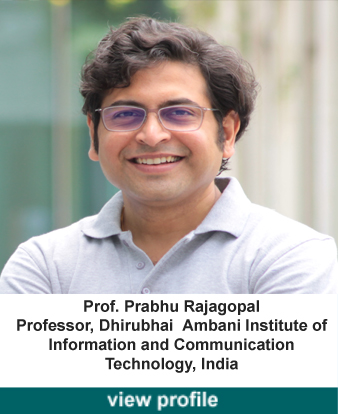 Prof. Prabhu Rajagopal
Professor, Dhirubhai Ambani Institute of
Information and Communication
Technology, India
view profile